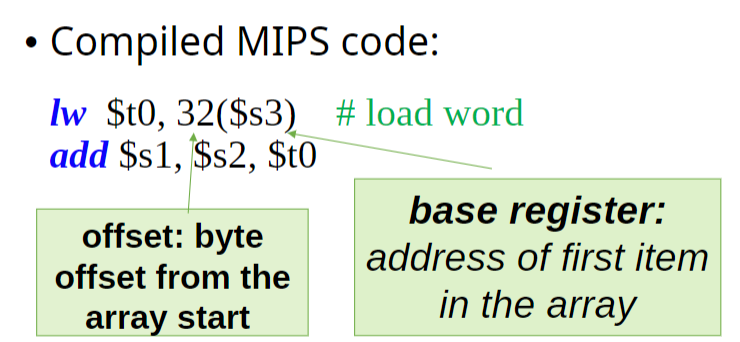 • Compiled MIPS code:
lw $t0, 32($s3) # load word
add $s1, $s2, $t0
offset: byte
offset from the
array start
base register:
address of first item
in the array